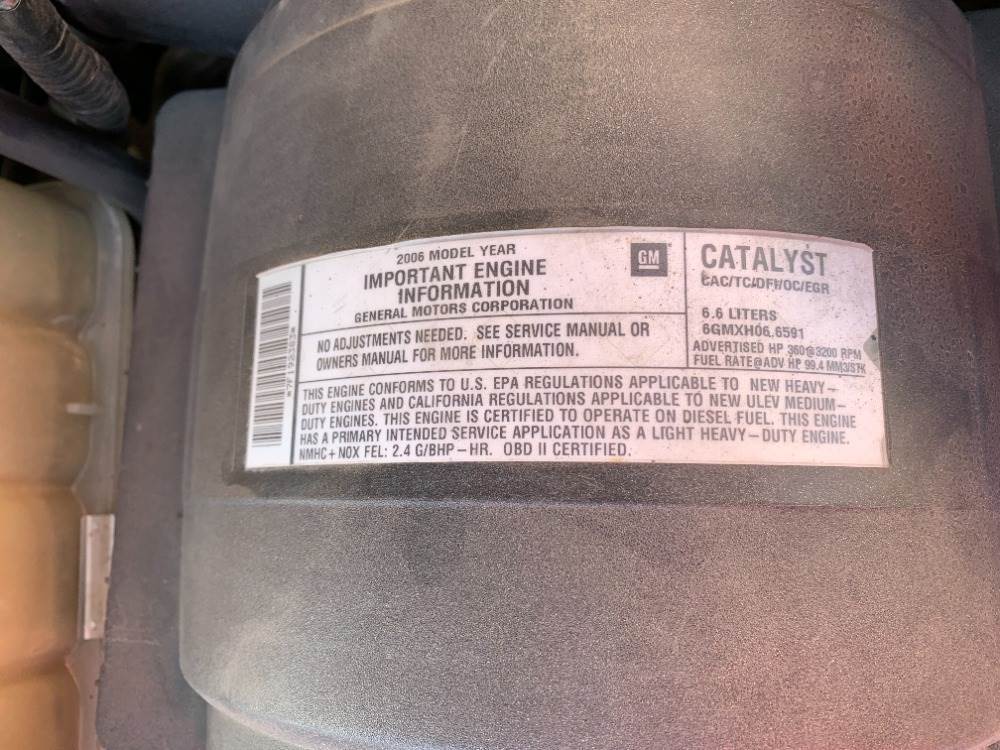 2006 MODEL YEAR
IMPORTANT ENGINE
INFORMATION
GENERAL MOTORS CORPORATION
GM
NO ADJUSTMENTS NEEDED. SEE SERVICE MANUAL OR
OWNERS MANUAL FOR MORE INFORMATION.
CATALYST
CAC/TC/DFI/OC/EGR
6.6 LITERS
6GMXH06.6591
ADVERTISED HP 360@3200 RPM
FUEL RATE@ADV HP 99.4 MM3/STK
THIS ENGINE CONFORMS TO U.S. EPA REGULATIONS APPLICABLE TO NEW HEAVY-
DUTY ENGINES AND CALIFORNIA REGULATIONS APPLICABLE TO NEW ULEV MEDIUM-
DUTY ENGINES. THIS ENGINE IS CERTIFIED TO OPERATE ON DIESEL FUEL. THIS ENGINE
HAS A PRIMARY INTENDED SERVICE APPLICATION AS A LIGHT HEAVY-DUTY ENGINE.
NMHC+NOX FEL: 2.4 G/BHP-HR. OBD II CERTIFIED.